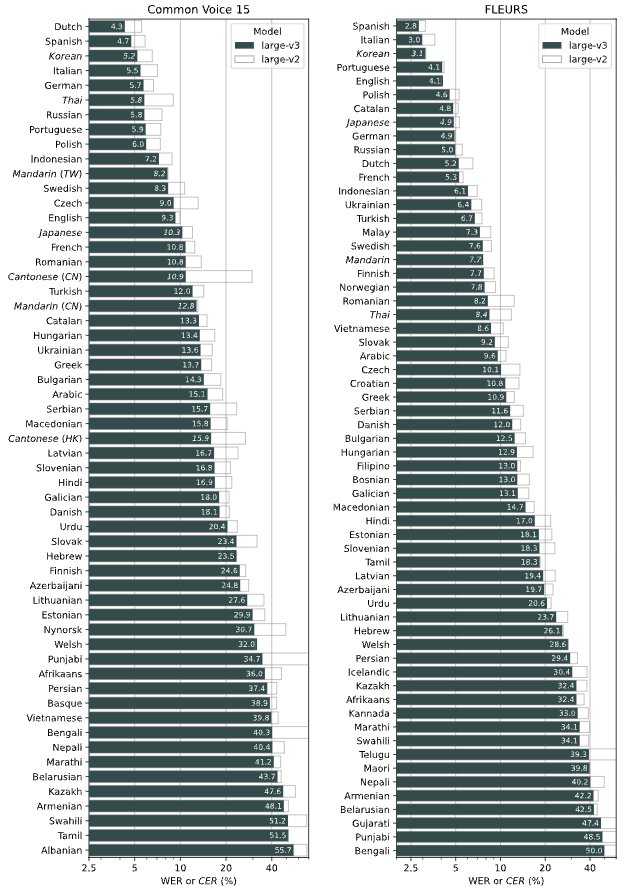 Common Voice 15
Model
large-v3
large-v2
Dutch 4.3
Spanish 4.7
Korean 5.2
Italian 5.5
German 5.7
Thai 5.8
Russian 5.8
Portuguese 5.9
Polish 6.0
Indonesian 7.2
Mandarin (TW) 8.2
Swedish 8.3
Czech 9.0
English 9.3
Japanese 10.3
French 10.8
Romanian 10.8
Cantonese (CN) 10.9
Turkish 12.0
Mandarin (CN) 12.8
Catalan 13.3
Hungarian 13.4
Ukrainian 13.6
Greek 13.7
Bulgarian 14.3
Arabic 15.1
Serbian 15.7
Macedonian 15.8
Cantonese (HK) 15.9
Latvian 16.7
Slovenian 16.8
Hindi 16.9
Galician 18.0
Danish 18.1
Urdu 20.4
Slovak 23.4
Hebrew 23.5
Finnish 24.6
Azerbaijani 24.8
Lithuanian 27.6
Estonian 29.9
Nynorsk 30.7
Welsh 32.0
Punjabi 34.7
Afrikaans 36.0
Persian 37.4
Basque 38.9
Vietnamese 39.8
Bengali 40.3
Nepali 40.4
Marathi 41.2
Belarusian 43.7
Kazakh 47.6
Armenian 48.1
Swahili 51.2
Tamil 51.5
Albanian 55.7
2.5 5 10 20 40
WER or CER (%)
FLEURS
Model
large-v3
large-v2
Spanish 2.8
Italian 3.0
Korean 3.1
Portuguese 4.1
English 4.1
Polish 4.6
Catalan 4.8
Japanese 4.9
German 4.9
Russian 5.0
Dutch 5.2
French 5.3
Indonesian 6.1
Ukrainian 6.4
Turkish 6.7
Malay 7.3
Swedish 7.6
Mandarin 7.7
Finnish 7.7
Norwegian 7.8
Romanian 8.2
Thai 8.4
Vietnamese 8.6
Slovak 9.2
Arabic 9.6
Czech 10.1
Croatian 10.8
Greek 10.9
Serbian 11.6
Danish 12.0
Bulgarian 12.5
Hungarian 12.9
Filipino 13.0
Bosnian 13.0
Galician 13.1
Macedonian 14.7
Hindi 17.0
Estonian 18.1
Slovenian 18.3
Tamil 18.3
Latvian 19.4
Azerbaijani 19.7
Urdu 20.6
Lithuanian 23.7
Hebrew 26.1
Welsh 28.6
Persian 29.4
Icelandic 30.4
Kazakh 32.4
Afrikaans 32.4
Kannada 33.0
Marathi 34.1
Swahili 34.1
Telugu 39.3
Maori 39.8
Nepali 40.2
Armenian 42.2
Belarusian 42.5
Gujarati 47.4
Punjabi 48.5
Bengali 50.0
2.5 5 10 20 40
WER or CER (%)